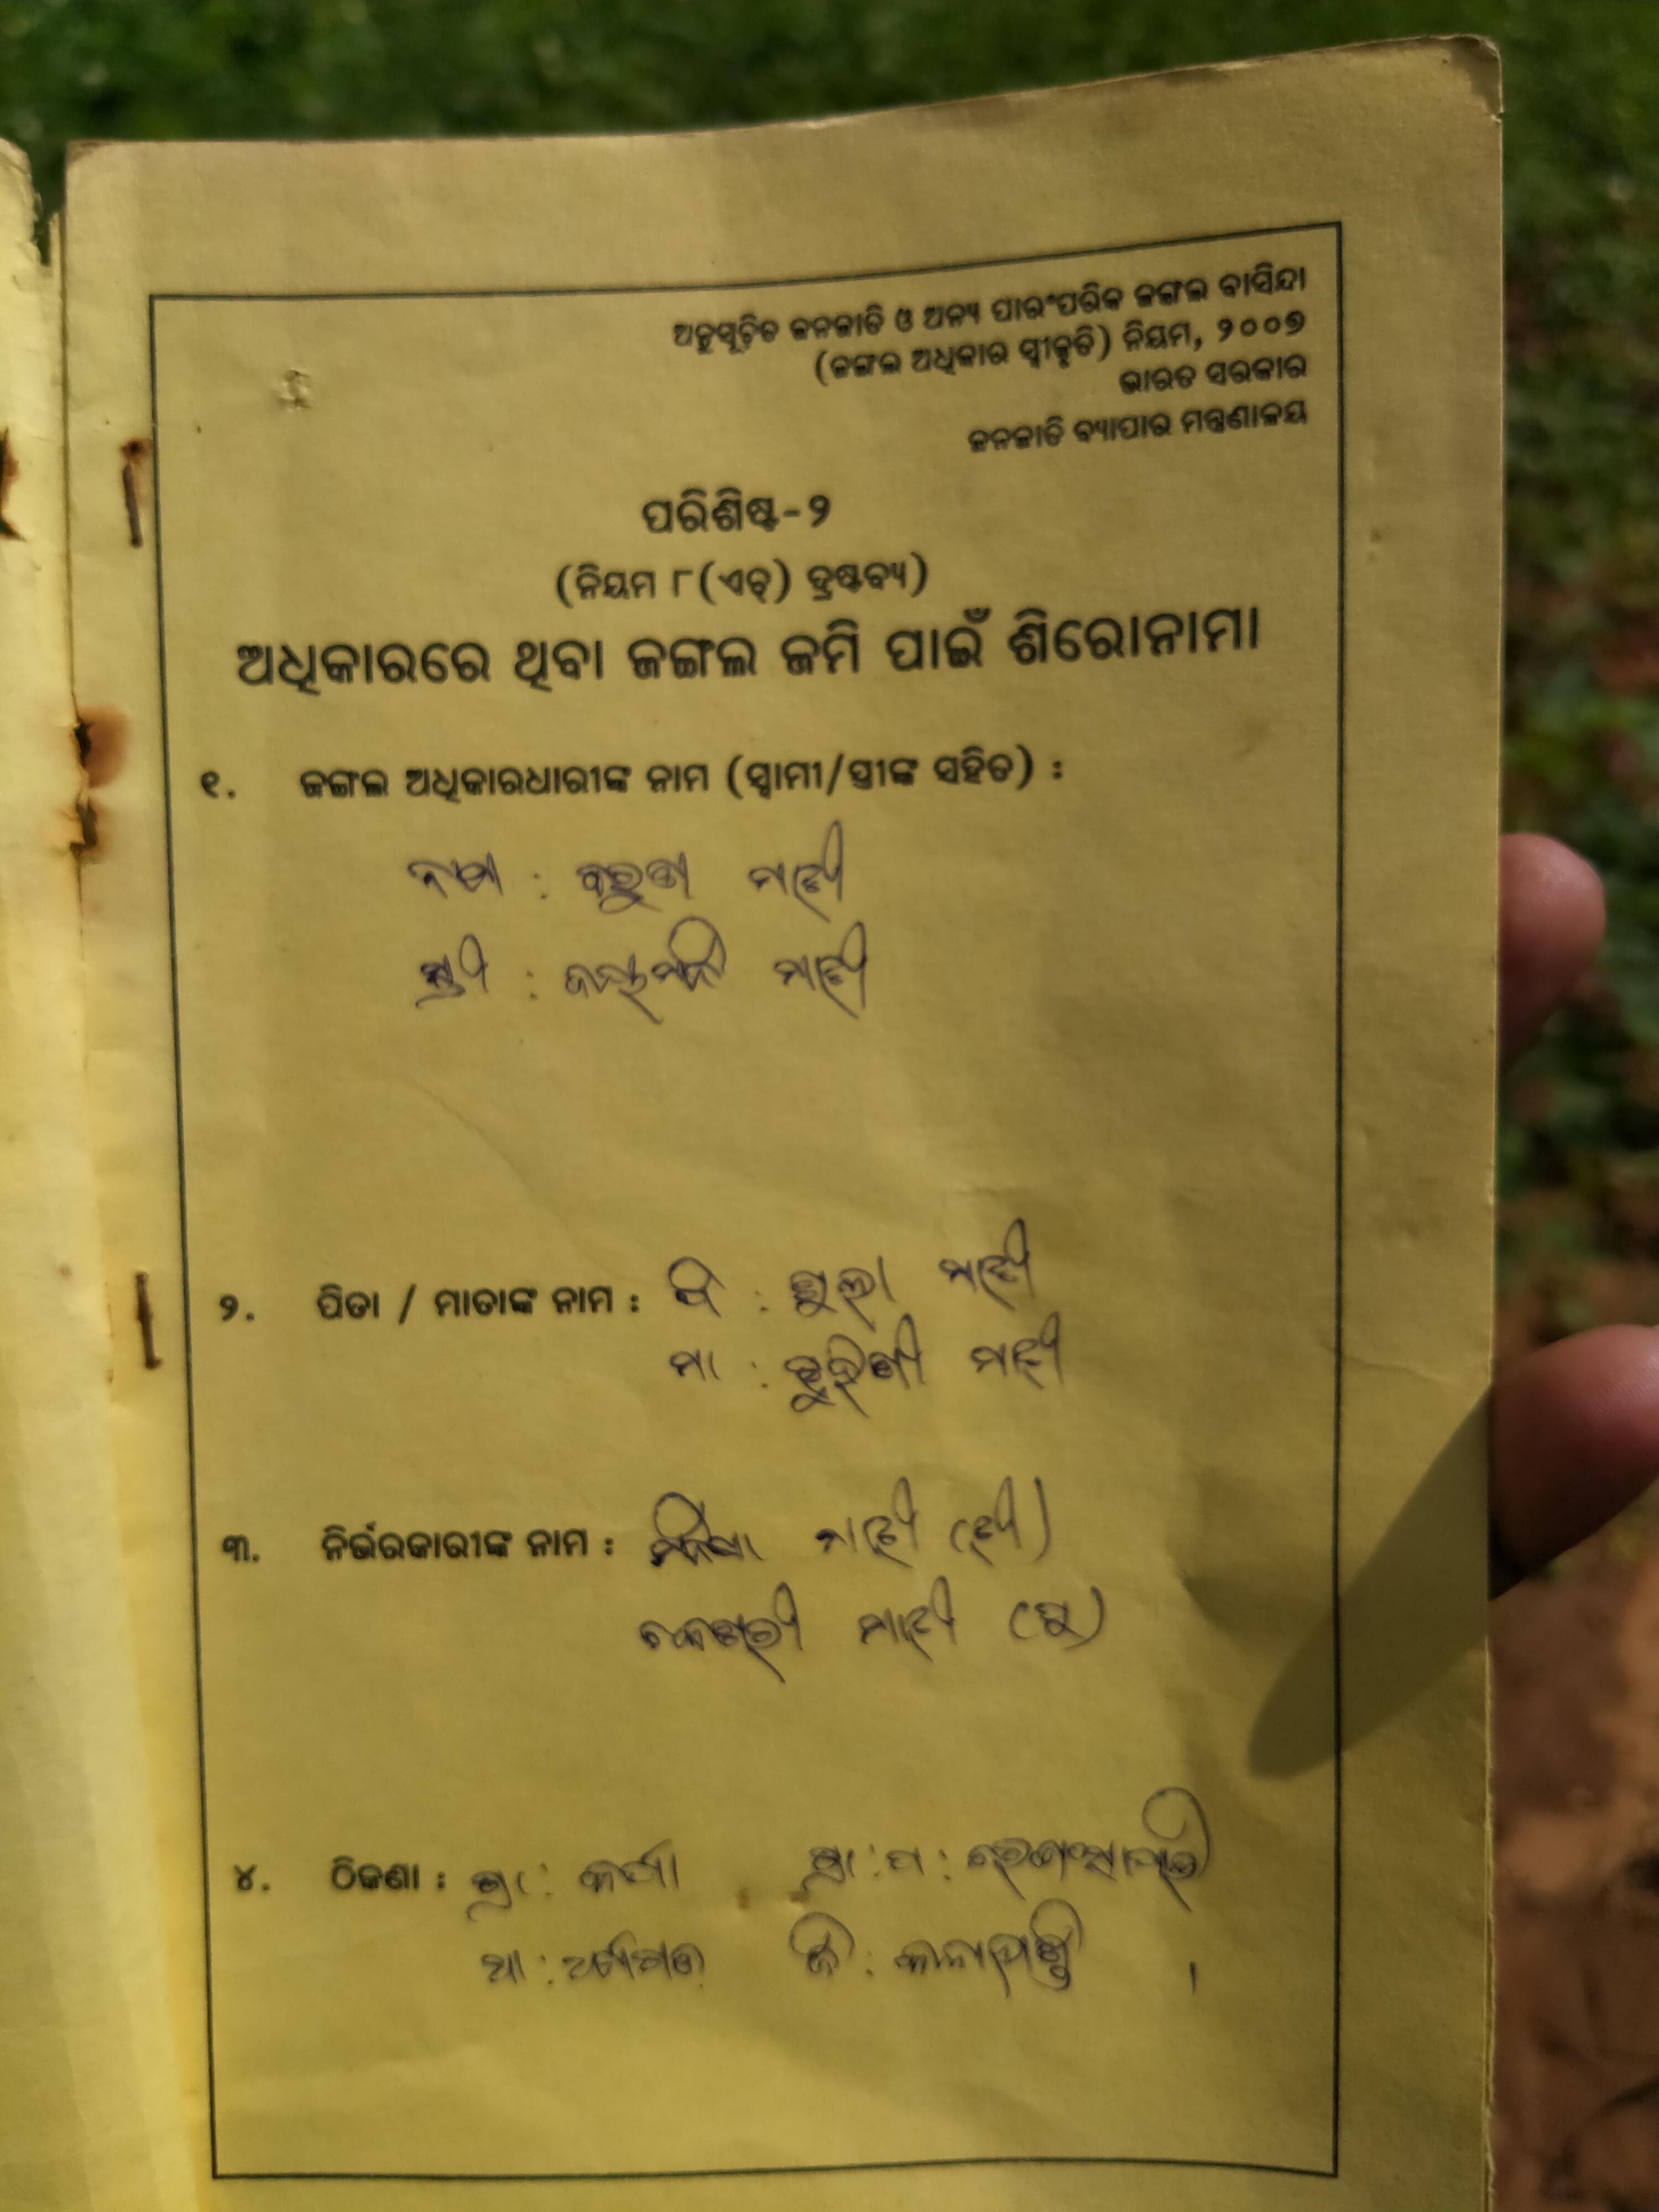 ଅନୁସୂଚିତ ଜନଜାତି ଓ ଅନ୍ୟ ପାରଂପରିକ ଜଙ୍ଗଲ ବାସିନ୍ଦା
(ଜଙ୍ଗଲ ଅଧିକାର ସ୍ୱୀକୃତି) ନିୟମ, ୨୦୦୭
ଭାରତ ସରକାର
ଜନଜାତି ବ୍ୟାପାର ମନ୍ତ୍ରଣାଳୟ
ପରିଶିଷ୍ଟ-୨
(ନିୟମ ୮(ଏଚ୍) ଦ୍ରଷ୍ଟବ୍ୟ)
ଅଧିକାରରେ ଥିବା ଜଙ୍ଗଲ ଜମି ପାଇଁ ଶିରୋନାମା
୧. ଜଙ୍ଗଲ ଅଧିକାରଧାରୀଙ୍କ ନାମ (ସ୍ୱାମୀ/ସ୍ତ୍ରୀଙ୍କ ସହିତ) :
ନାମ : ମାଝୀ
ସ୍ତ୍ରୀ : ମାଝୀ
୨. ପିତା / ମାତାଙ୍କ ନାମ : ପି : ମାଝୀ
ମା : ମାଝୀ
୩. ନିର୍ଭରକାରୀଙ୍କ ନାମ : ମାଝୀ (ଝୀ)
ମାଝୀ (ପୁ)
୪. ଠିକଣା : ଗ୍ରା : ଗ୍ରା : ପ :
ଥା : ଜି : କଳାହାଣ୍ଡି